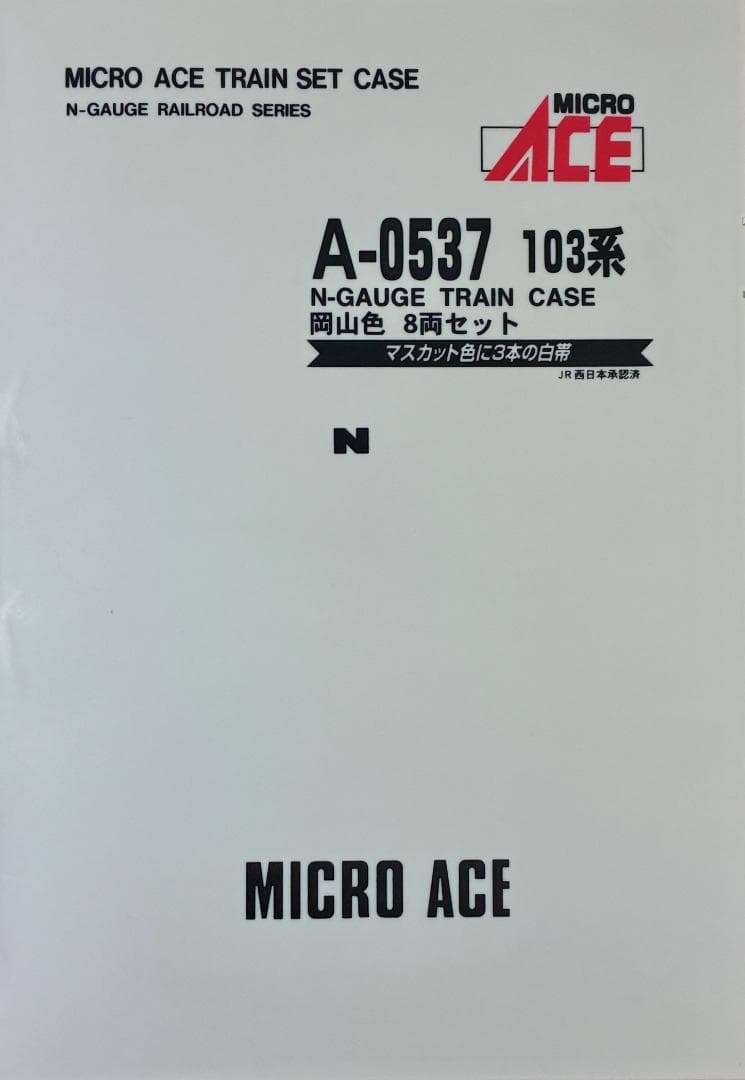 MICRO ACE TRAIN SET CASE
N-GAUGE RAILROAD SERIES
MICRO
ACE
A-0537 103系
N-GAUGE TRAIN CASE
岡山色 8両セット
マスカット色に3本の白帯
JR西日本承認済
N
MICRO ACE